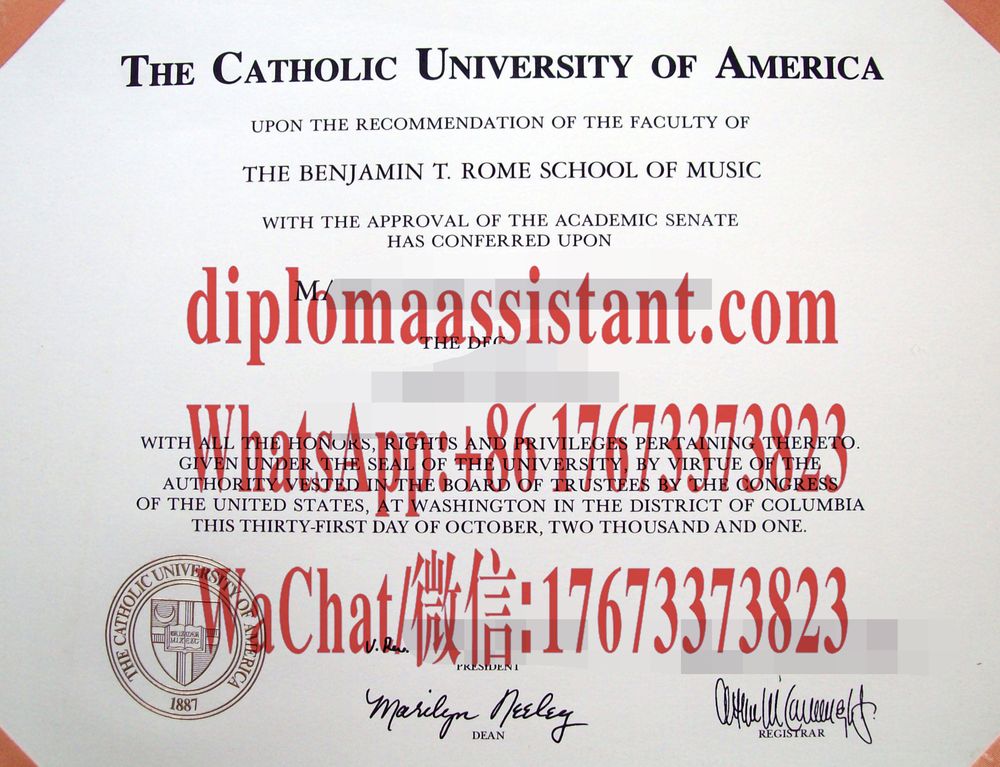 THE CATHOLIC UNIVERSITY OF AMERICA
UPON THE RECOMMENDATION OF THE FACULTY OF
THE BENJAMIN T. ROME SCHOOL OF MUSIC
WITH THE APPROVAL OF THE ACADEMIC SENATE
HAS CONFERRED UPON
diplomaassistant.com
THE
WhatsApp:+86 17673373823
WITH ALL THE HONORS, RIGHTS AND PRIVILEGES PERTAINING THERETO.
GIVEN UNDER THE SEAL OF THE UNIVERSITY, BY VIRTUE OF THE
AUTHORITY VESTED IN THE BOARD OF TRUSTEES BY THE CONGRESS
OF THE UNITED STATES, AT WASHINGTON IN THE DISTRICT OF COLUMBIA
THIS THIRTY-FIRST DAY OF OCTOBER, TWO THOUSAND AND ONE.
WaChat/微信:17673373823
THE CATHOLIC UNIVERSITY OF AMERICA
1887
V. Rev.
PRESIDENT
Marilyn Neeley
DEAN
REGISTRAR